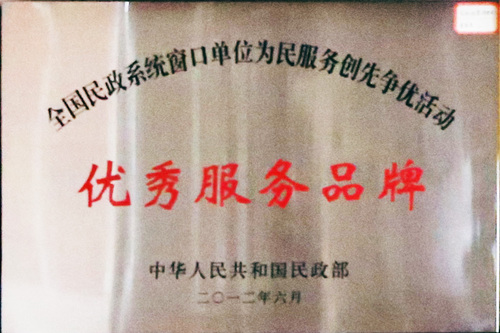 全国民政系统窗口单位为民服务创先争优活动
优秀服务品牌
中华人民共和国民政部
二〇一二年六月